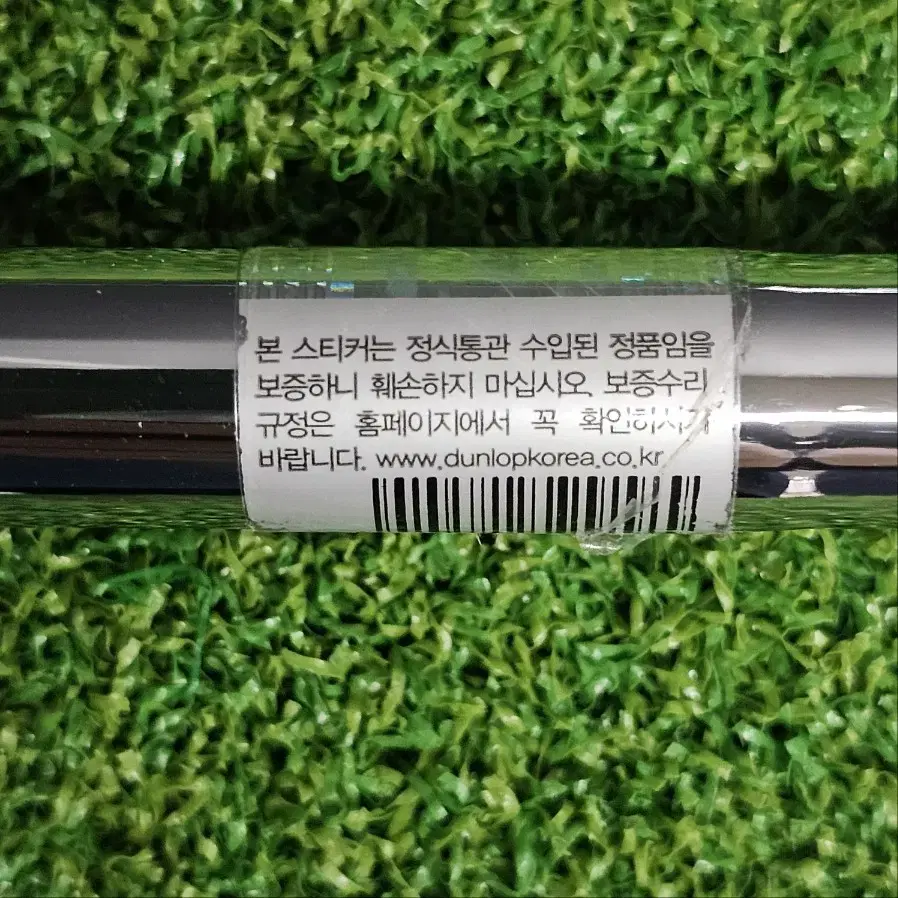 본 스티커는 정식통관 수입된 정품임을
보증하니 훼손하지 마십시오. 보증수리
규정은 홈페이지에서 꼭 확인하시기
바랍니다. www.dunlopkorea.co.kr